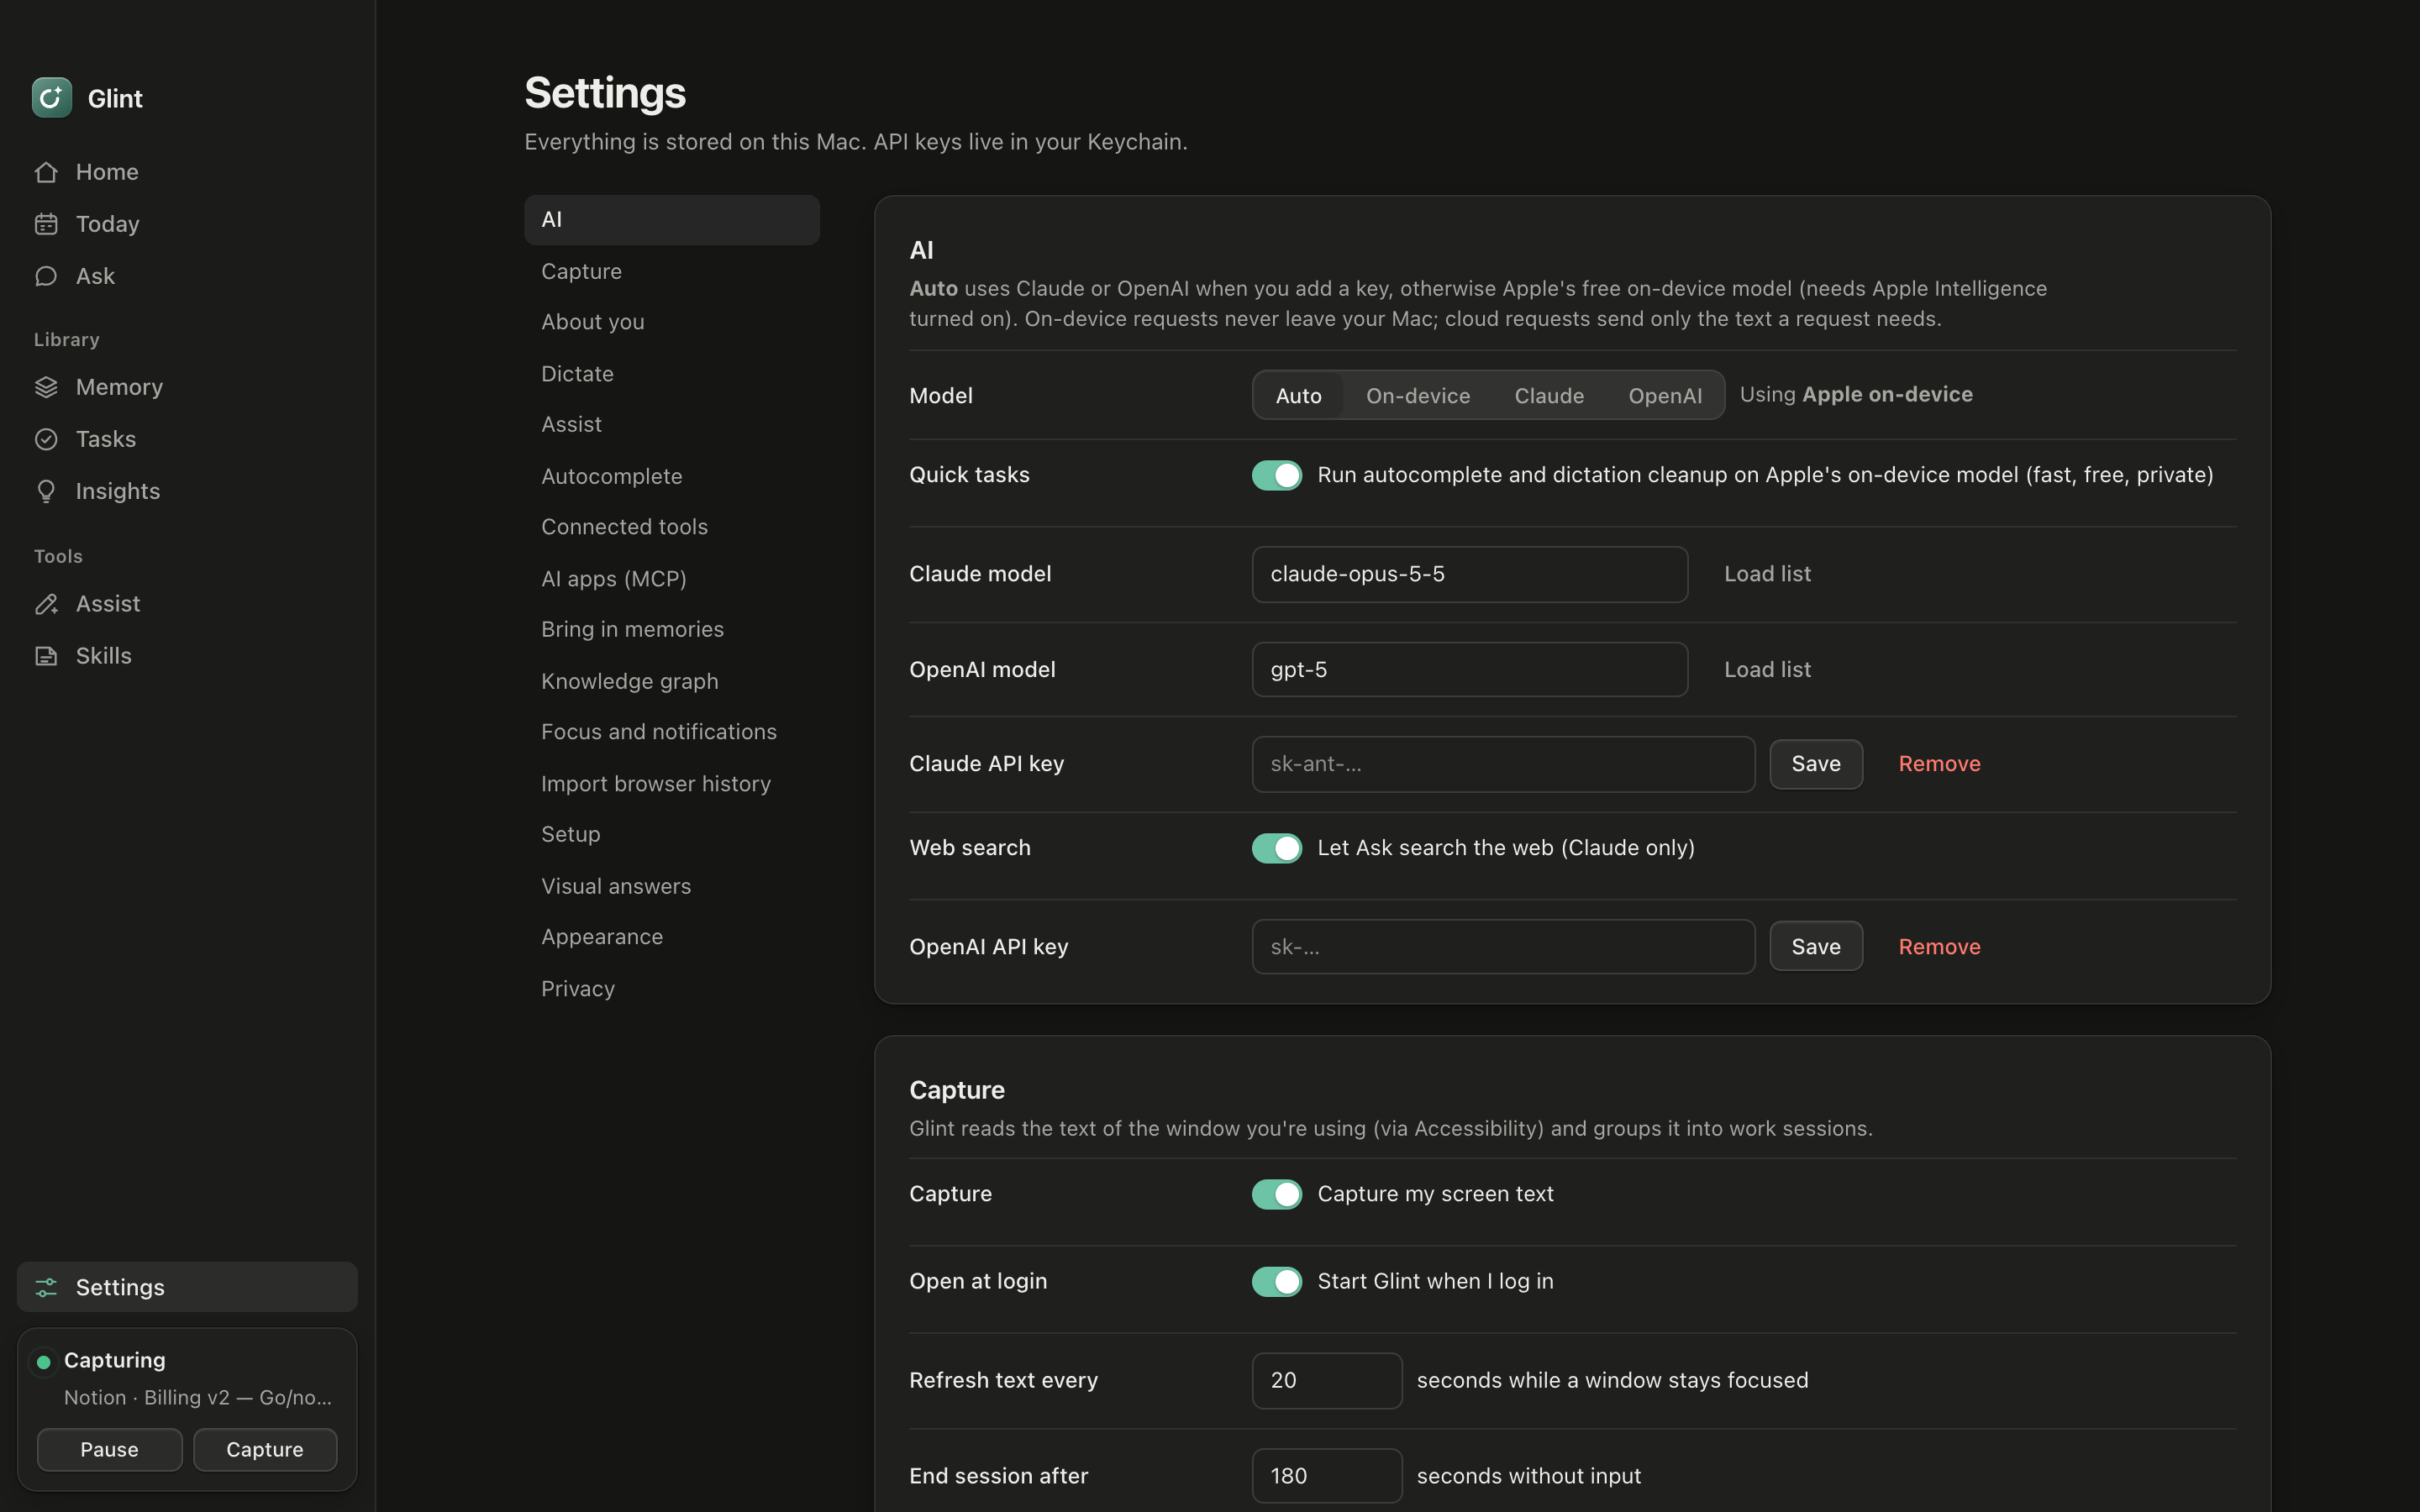 Glint
Home
Today
Ask
Library
Memory
Tasks
Insights
Tools
Assist
Skills
Settings
Capturing
Notion · Billing v2 — Go/no...
Pause
Capture
Settings
Everything is stored on this Mac. API keys live in your Keychain.
AI
Capture
About you
Dictate
Assist
Autocomplete
Connected tools
AI apps (MCP)
Bring in memories
Knowledge graph
Focus and notifications
Import browser history
Setup
Visual answers
Appearance
Privacy
AI
Auto uses Claude or OpenAI when you add a key, otherwise Apple's free on-device model (needs Apple Intelligence
turned on). On-device requests never leave your Mac; cloud requests send only the text a request needs.
Model
Auto
On-device
Claude
OpenAI
Using Apple on-device
Quick tasks
Run autocomplete and dictation cleanup on Apple's on-device model (fast, free, private)
Claude model
claude-opus-5-5
Load list
OpenAI model
gpt-5
Load list
Claude API key
sk-ant-...
Save
Remove
Web search
Let Ask search the web (Claude only)
OpenAI API key
sk-...
Save
Remove
Capture
Glint reads the text of the window you're using (via Accessibility) and groups it into work sessions.
Capture
Capture my screen text
Open at login
Start Glint when I log in
Refresh text every
20
seconds while a window stays focused
End session after
180
seconds without input